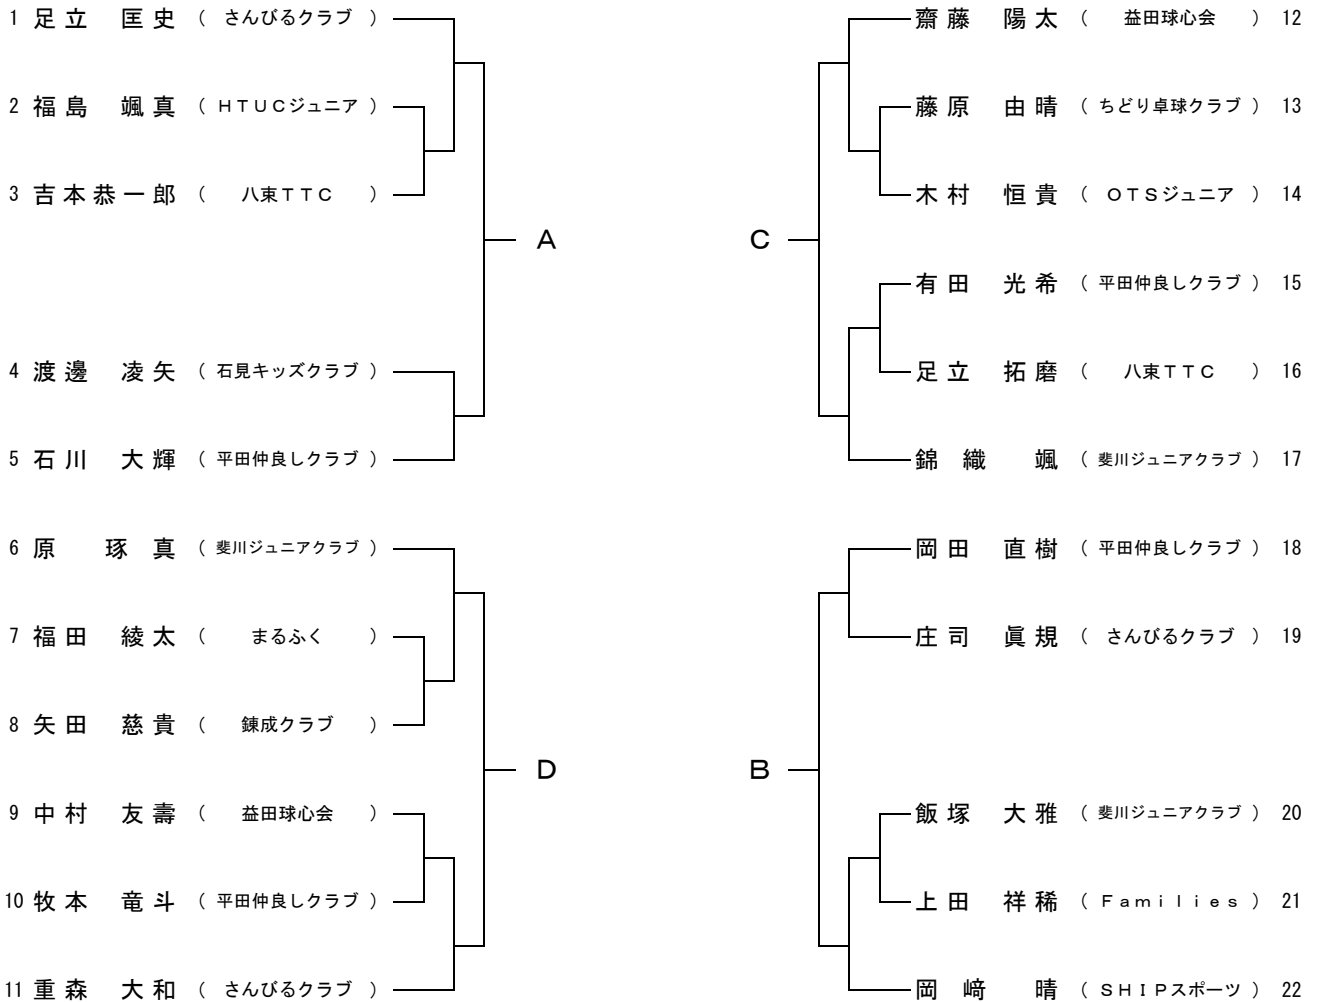 1 足立 匡史 （ さんびるクラブ ）
2 福島 颯真 （ ＨＴＵＣジュニア ）
3 吉本恭一郎 （ 八束ＴＴＣ ）
A
4 渡邊 凌矢 （ 石見キッズクラブ ）
5 石川 大輝 （ 平田仲良しクラブ ）
6 原 琢真 （ 斐川ジュニアクラブ ）
7 福田 綾太 （ まるふく ）
8 矢田 慈貴 （ 錬成クラブ ）
D
9 中村 友壽 （ 益田球心会 ）
10 牧本 竜斗 （ 平田仲良しクラブ ）
11 重森 大和 （ さんびるクラブ ）
齋藤 陽太 （ 益田球心会 ） 12
藤原 由晴 （ ちどり卓球クラブ ） 13
木村 恒貴 （ ＯＴＳジュニア ） 14
C
有田 光希 （ 平田仲良しクラブ ） 15
足立 拓磨 （ 八束ＴＴＣ ） 16
錦織 颯 （ 斐川ジュニアクラブ ） 17
岡田 直樹 （ 平田仲良しクラブ ） 18
庄司 眞規 （ さんびるクラブ ） 19
B
飯塚 大雅 （ 斐川ジュニアクラブ ） 20
上田 祥稀 （ Ｆａｍｉｌｉｅｓ ） 21
岡﨑 晴 （ ＳＨＩＰスポーツ ） 22